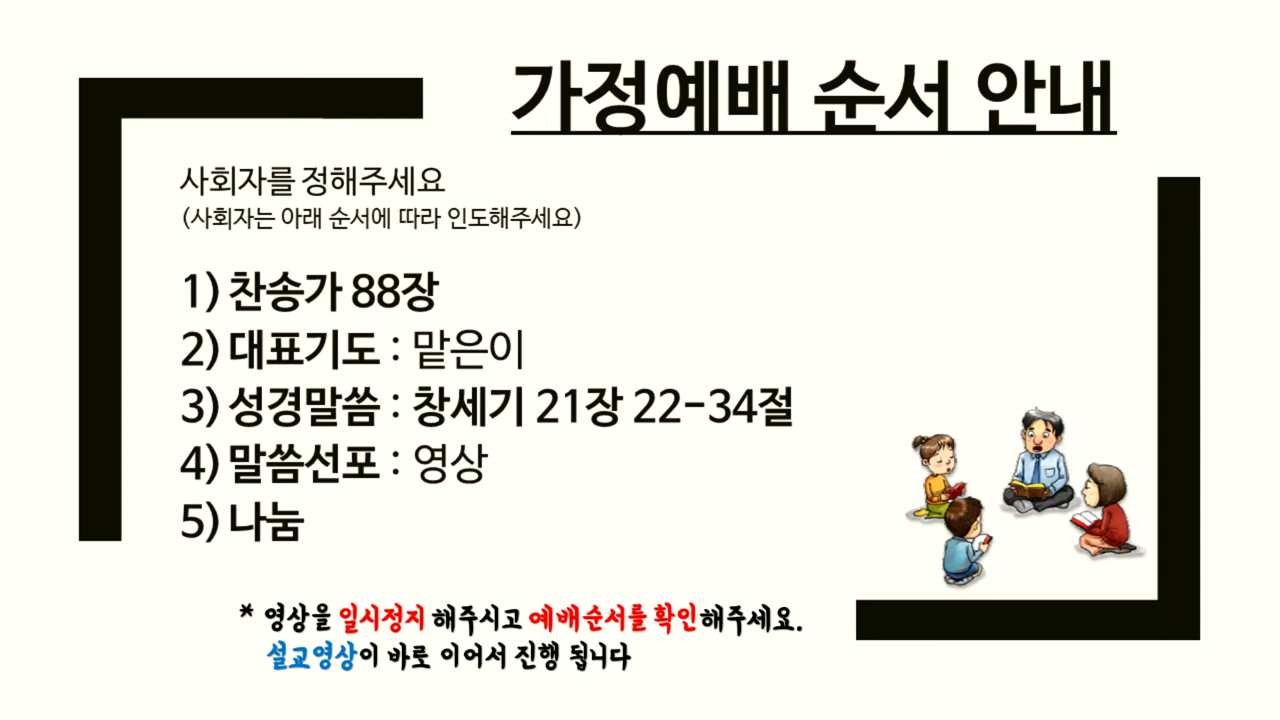 가정예배 순서 안내
사회자를 정해주세요
(사회자는 아래 순서에 따라 인도해주세요)
1) 찬송가 88장
2) 대표기도 : 맡은이
3) 성경말씀 : 창세기 21장 22-34절
4) 말씀선포 : 영상
5) 나눔
* 영상을 일시정지 해주시고 예배순서를 확인해주세요.
설교영상이 바로 이어서 진행 됩니다